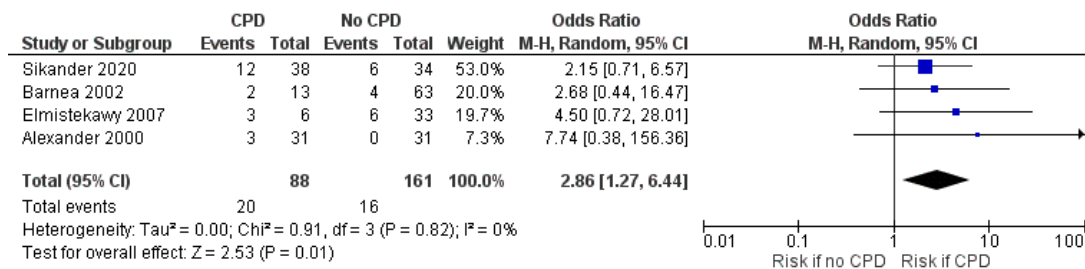 CPD No CPD Odds Ratio Odds Ratio
Study or Subgroup Events Total Events Total Weight M-H, Random, 95% CI M-H, Random, 95% CI
Sikander 2020 12 38 6 34 53.0% 2.15 [0.71, 6.57]
Barnea 2002 2 13 4 63 20.0% 2.68 [0.44, 16.47]
Elmistekawy 2007 3 6 6 33 19.7% 4.50 [0.72, 28.01]
Alexander 2000 3 31 0 31 7.3% 7.74 [0.38, 156.36]
Total (95% CI) 88 161 100.0% 2.86 [1.27, 6.44]
Total events 20 16
Heterogeneity: Tau² = 0.00; Chi² = 0.91, df = 3 (P = 0.82); I² = 0%
Test for overall effect: Z = 2.53 (P = 0.01)
0.01 0.1 1 10 100
Risk if no CPD Risk if CPD